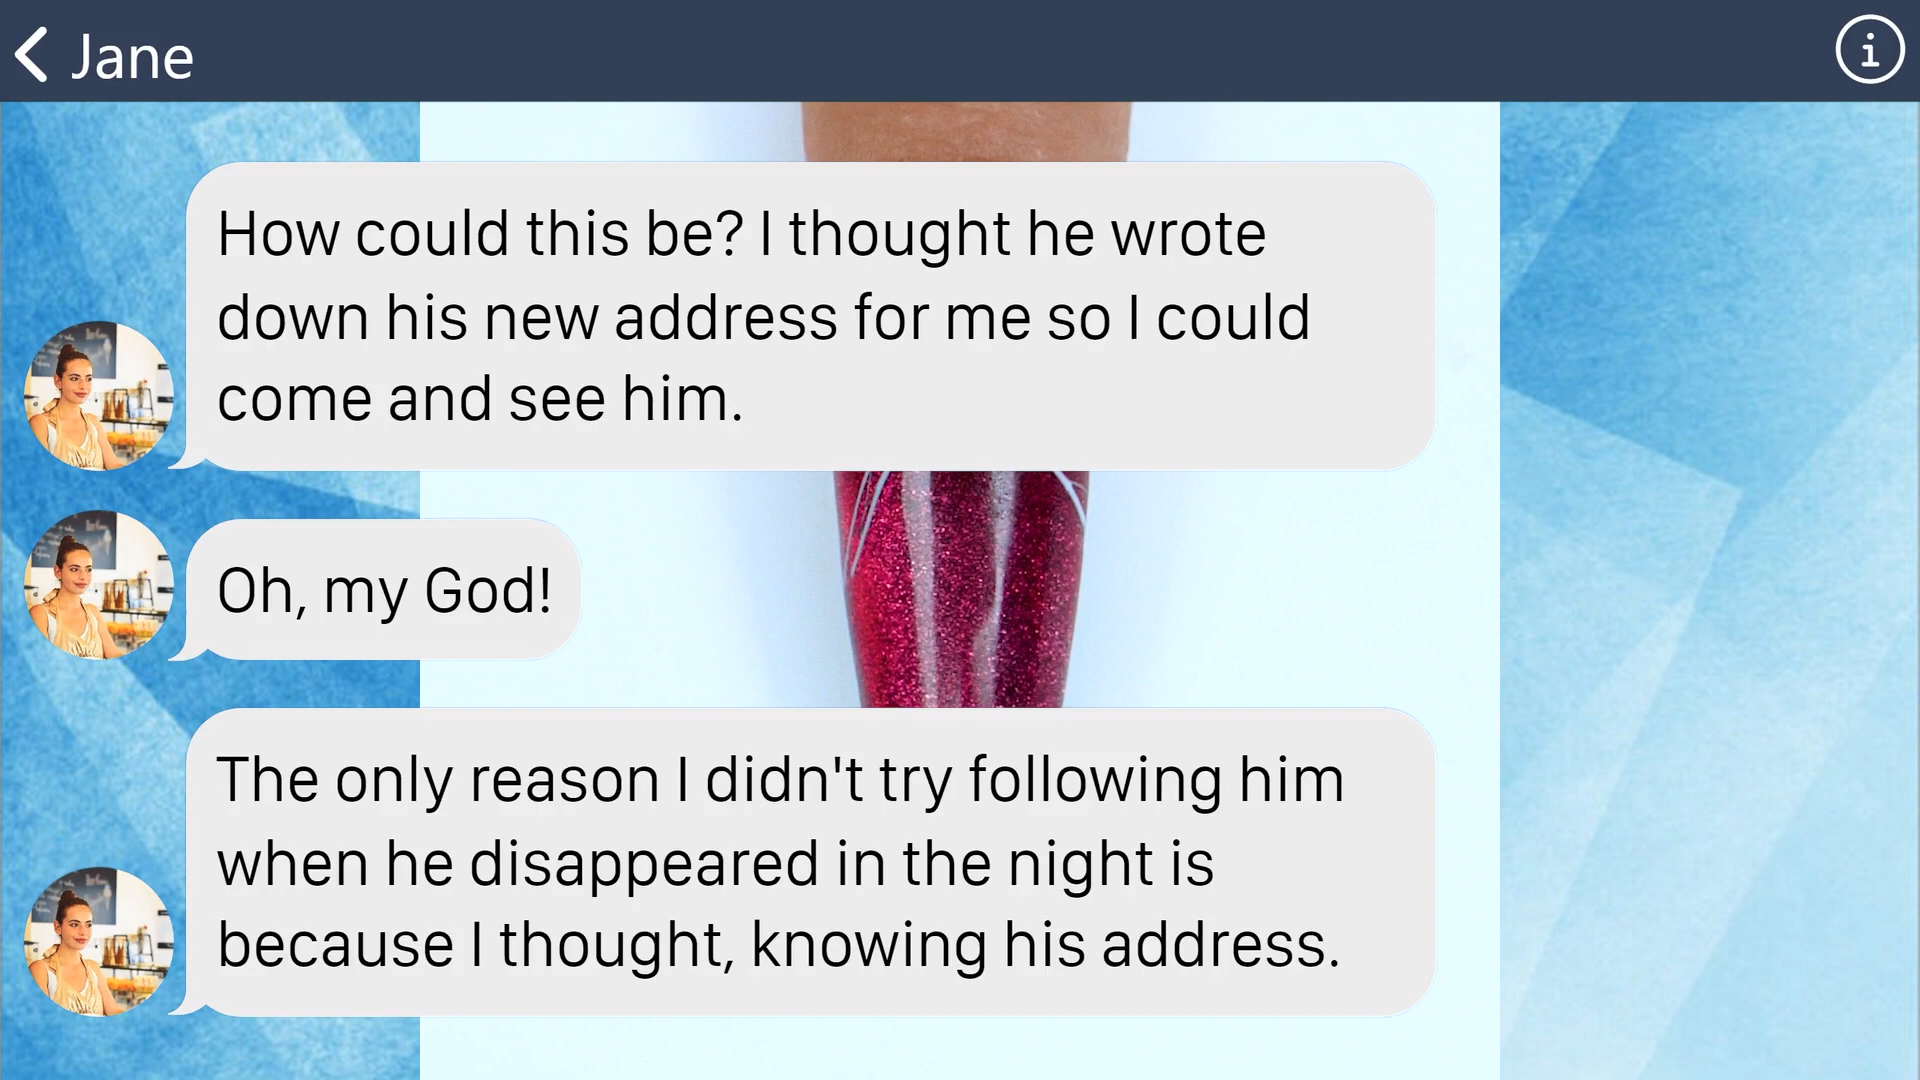 Jane
How could this be? I thought he wrote
down his new address for me so I could
come and see him.
Oh, my God!
The only reason I didn't try following him
when he disappeared in the night is
because I thought, knowing his address.